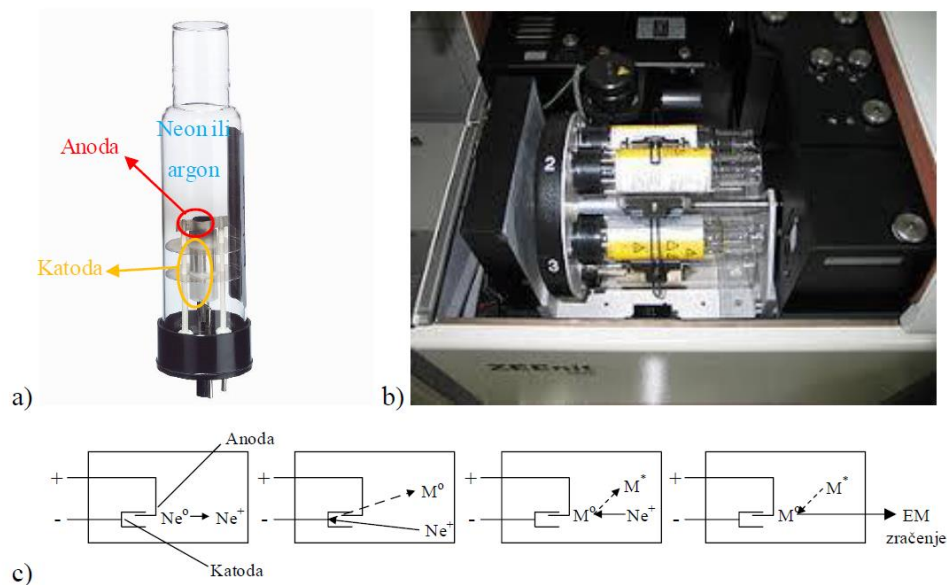 Neon ili
argon
Anoda
Katoda
a)
2
3
ZEEnit
b)
Anoda
+
-
Ne° → Ne⁺
Katoda
+
-
M°
Ne⁺
+
-
M*
M° Ne⁺
+
-
M*
M°
EM
zračenje
c)